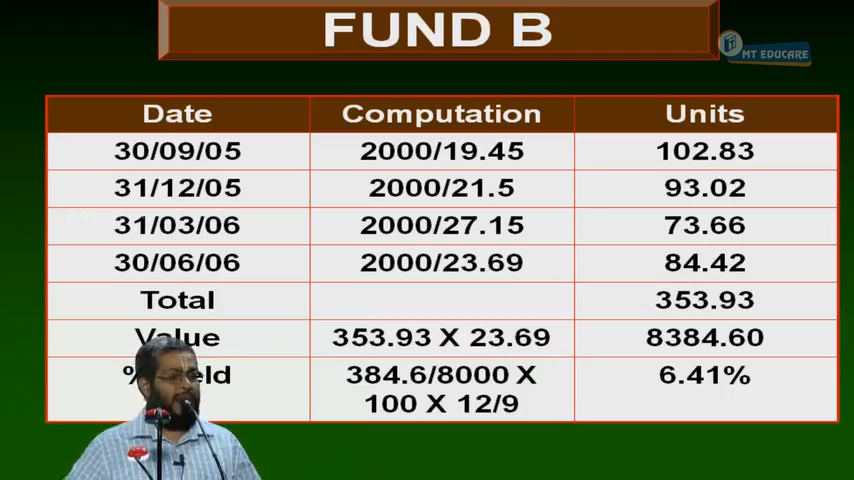 FUND B
MT EDUCARE
Date Computation Units
30/09/05 2000/19.45 102.83
31/12/05 2000/21.5 93.02
31/03/06 2000/27.15 73.66
30/06/06 2000/23.69 84.42
Total 353.93
Value 353.93 X 23.69 8384.60
% 384.6/8000 X 6.41%
100 X 12/9